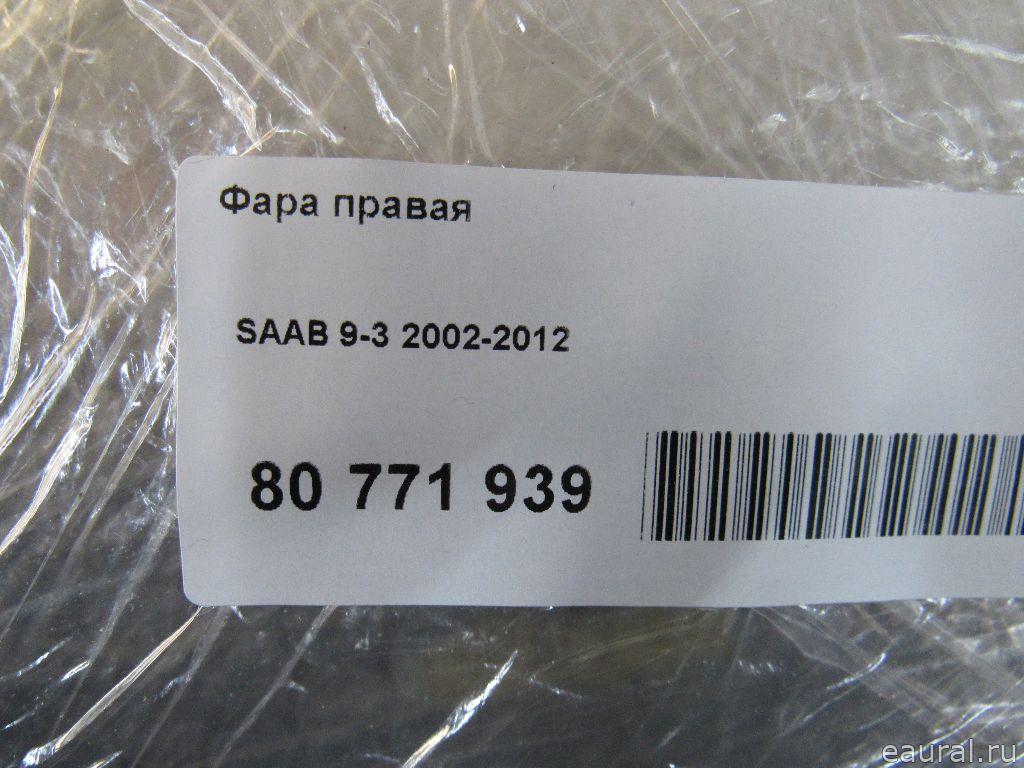 Фара правая
SAAB 9-3 2002-2012
80 771 939
eaural.ru